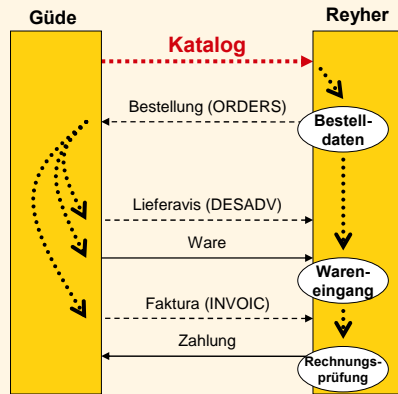 Güde
Reyher
Katalog
Bestellung (ORDERS)
Bestell-
daten
Lieferavis (DESADV)
Ware
Waren-
eingang
Faktura (INVOIC)
Zahlung
Rechnungs-
prüfung